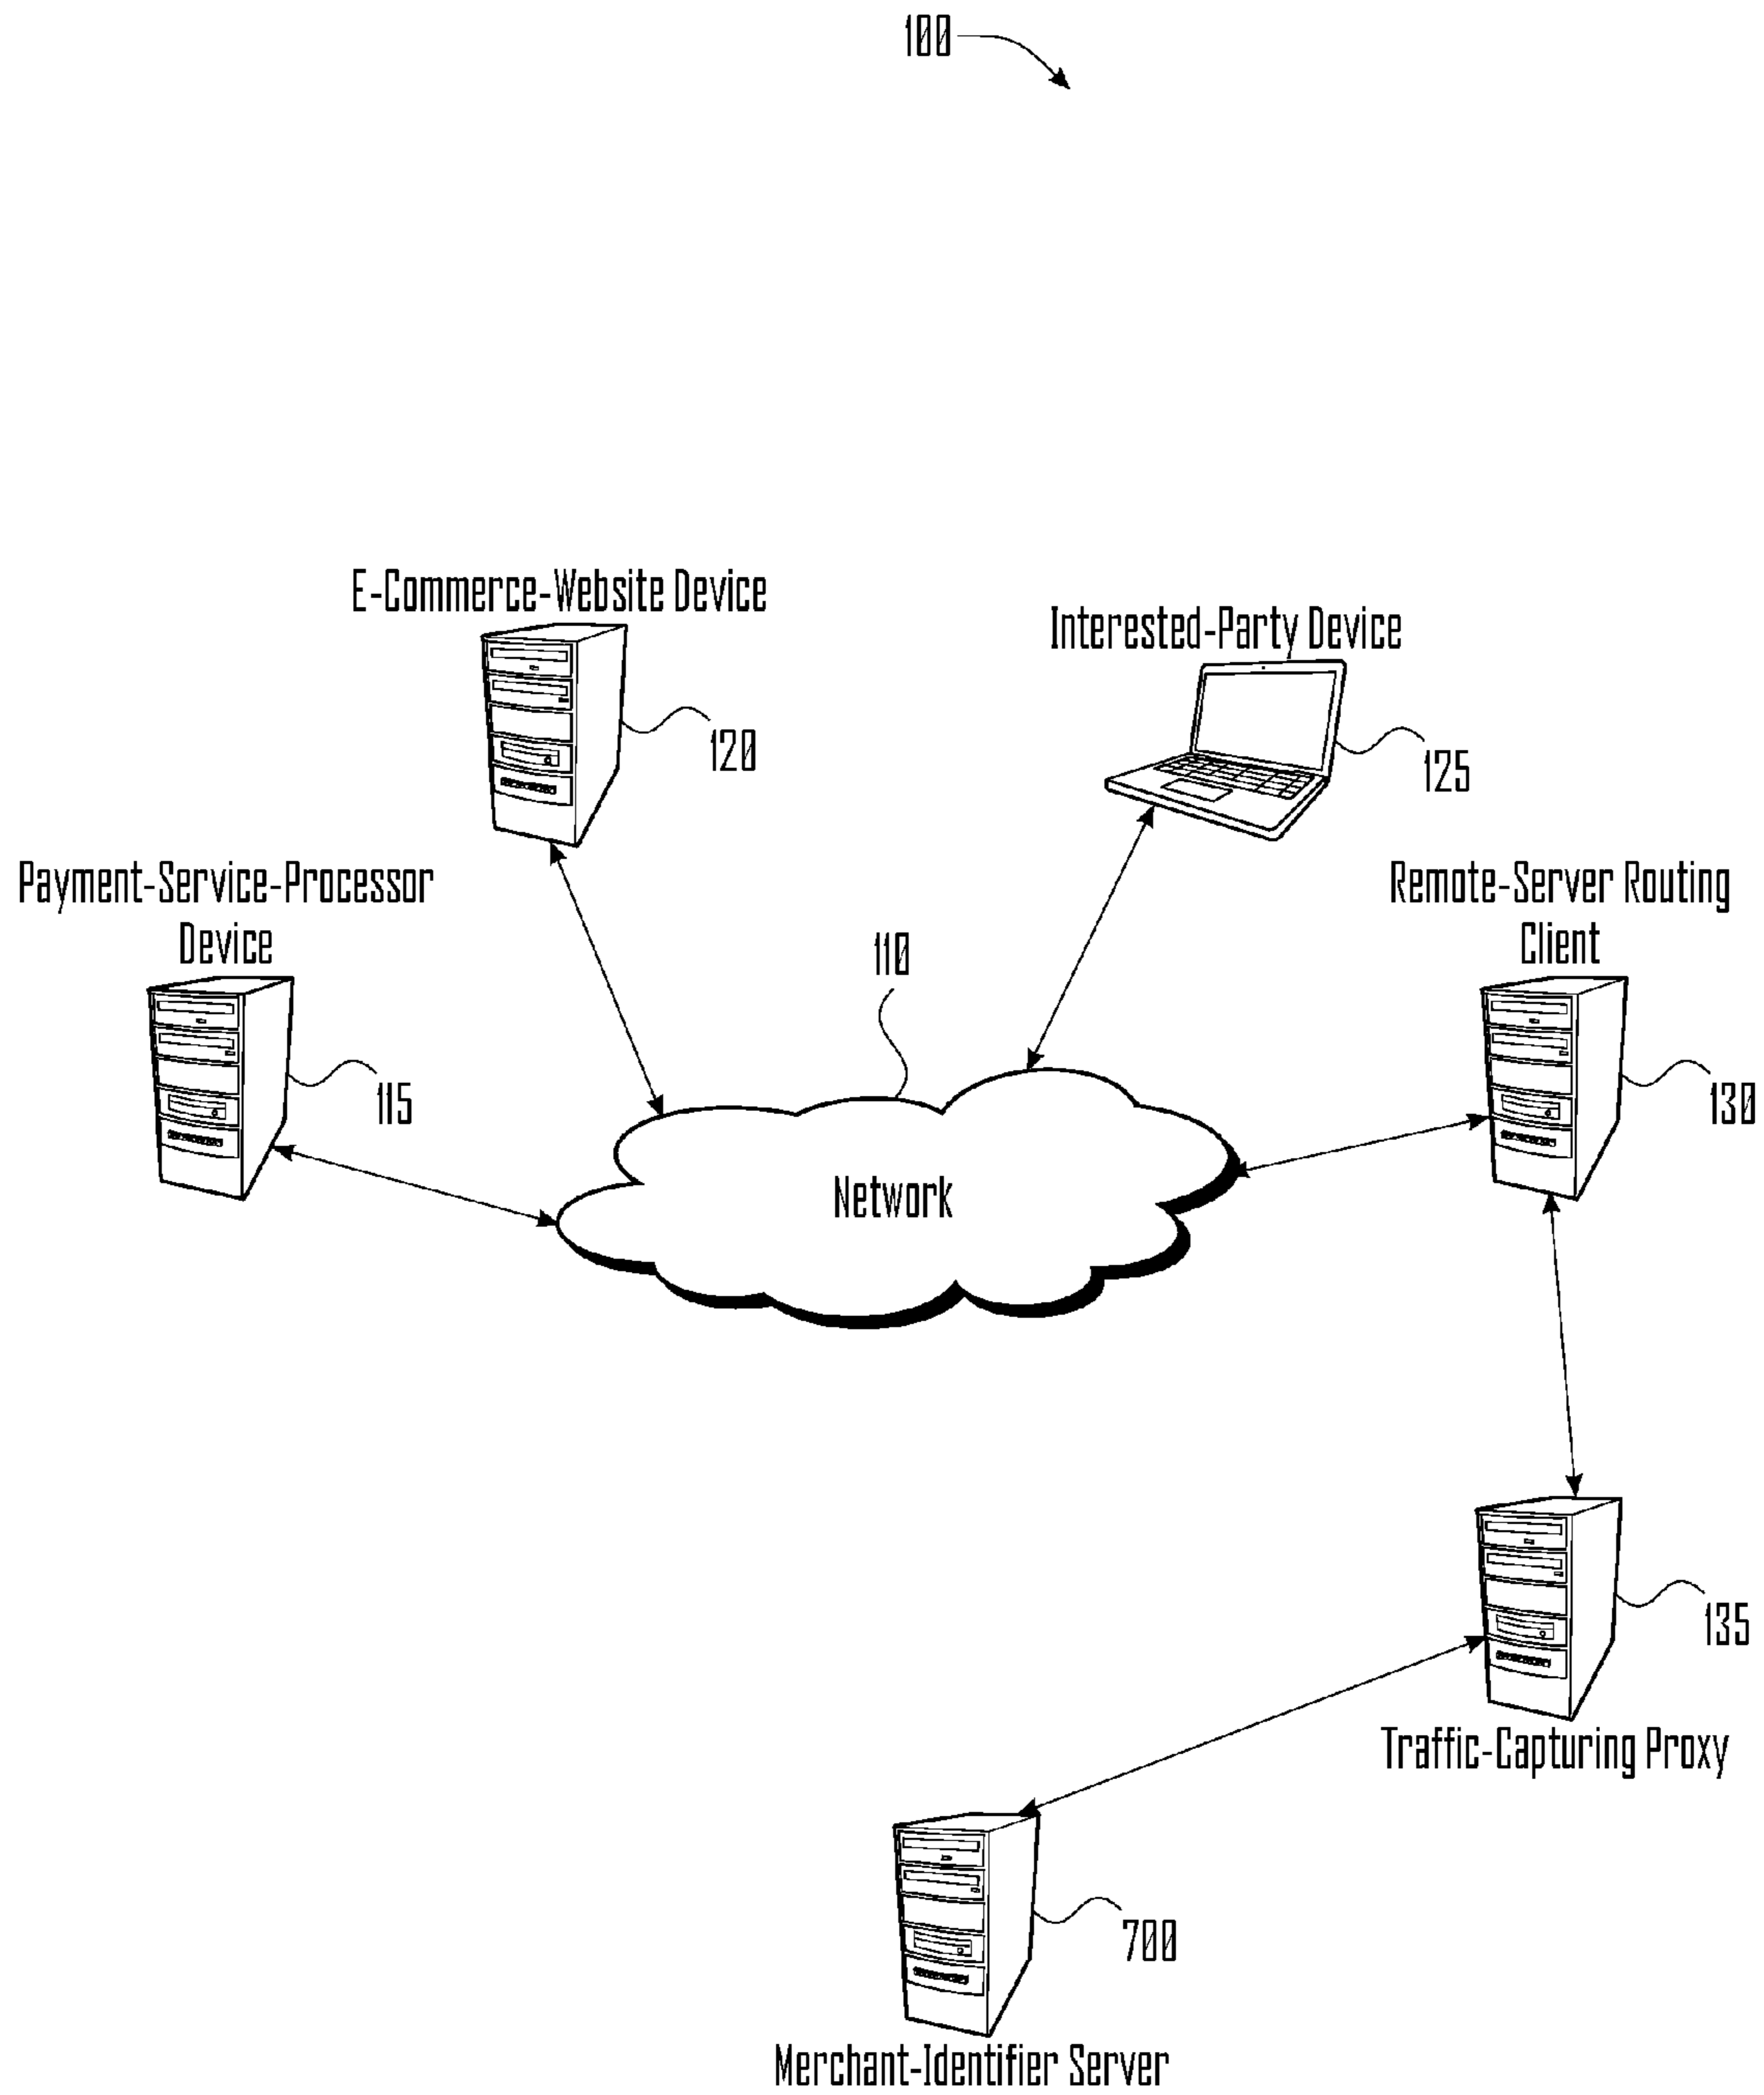 100
E-Commerce-Website Device
Interested-Party Device
120
125
Payment-Service-Processor
Device
Remote-Server Routing
Client
110
115
130
Network
135
Traffic-Capturing Proxy
700
Merchant-Identifier Server